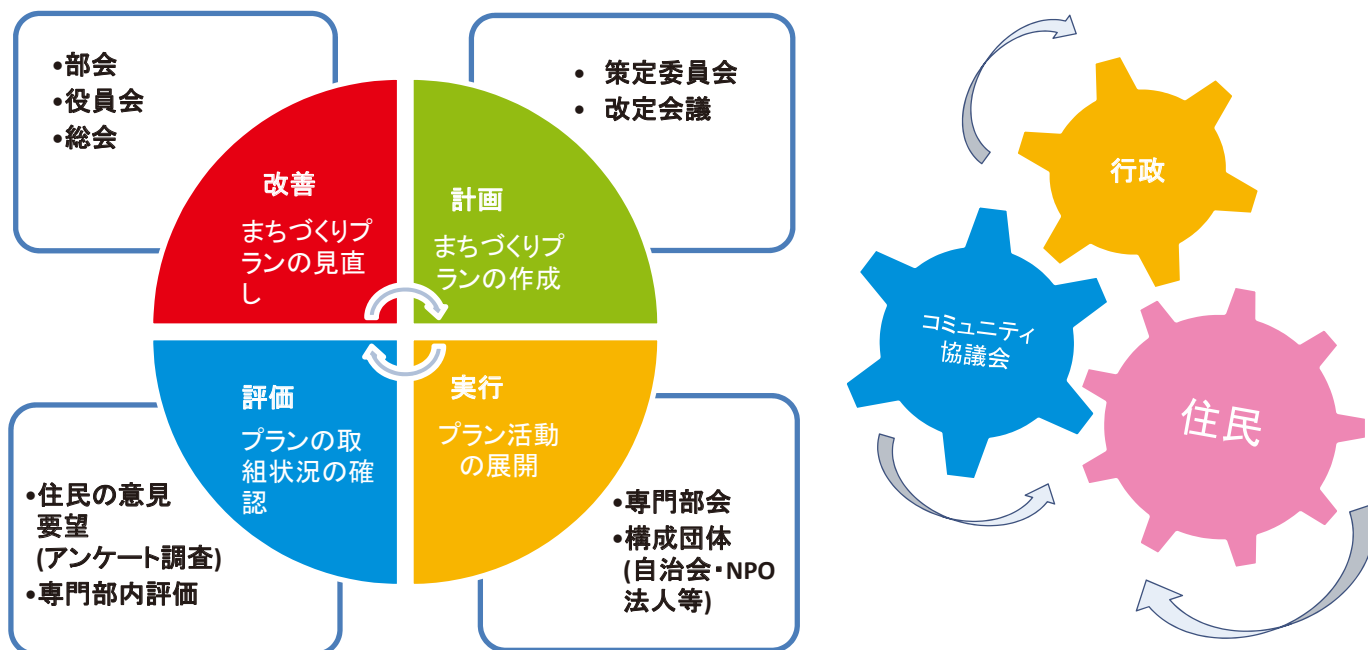 •部会
•役員会
•総会
• 策定委員会
• 改定会議
改善
まちづくりプ
ランの見直
し
計画
まちづくりプ
ランの作成
評価
プランの取
組状況の確
認
実行
プラン活動
の展開
•住民の意見
要望
(アンケート調査)
•専門部内評価
•専門部会
•構成団体
(自治会・NPO
法人等)
行政
コミュニティ
協議会
住民